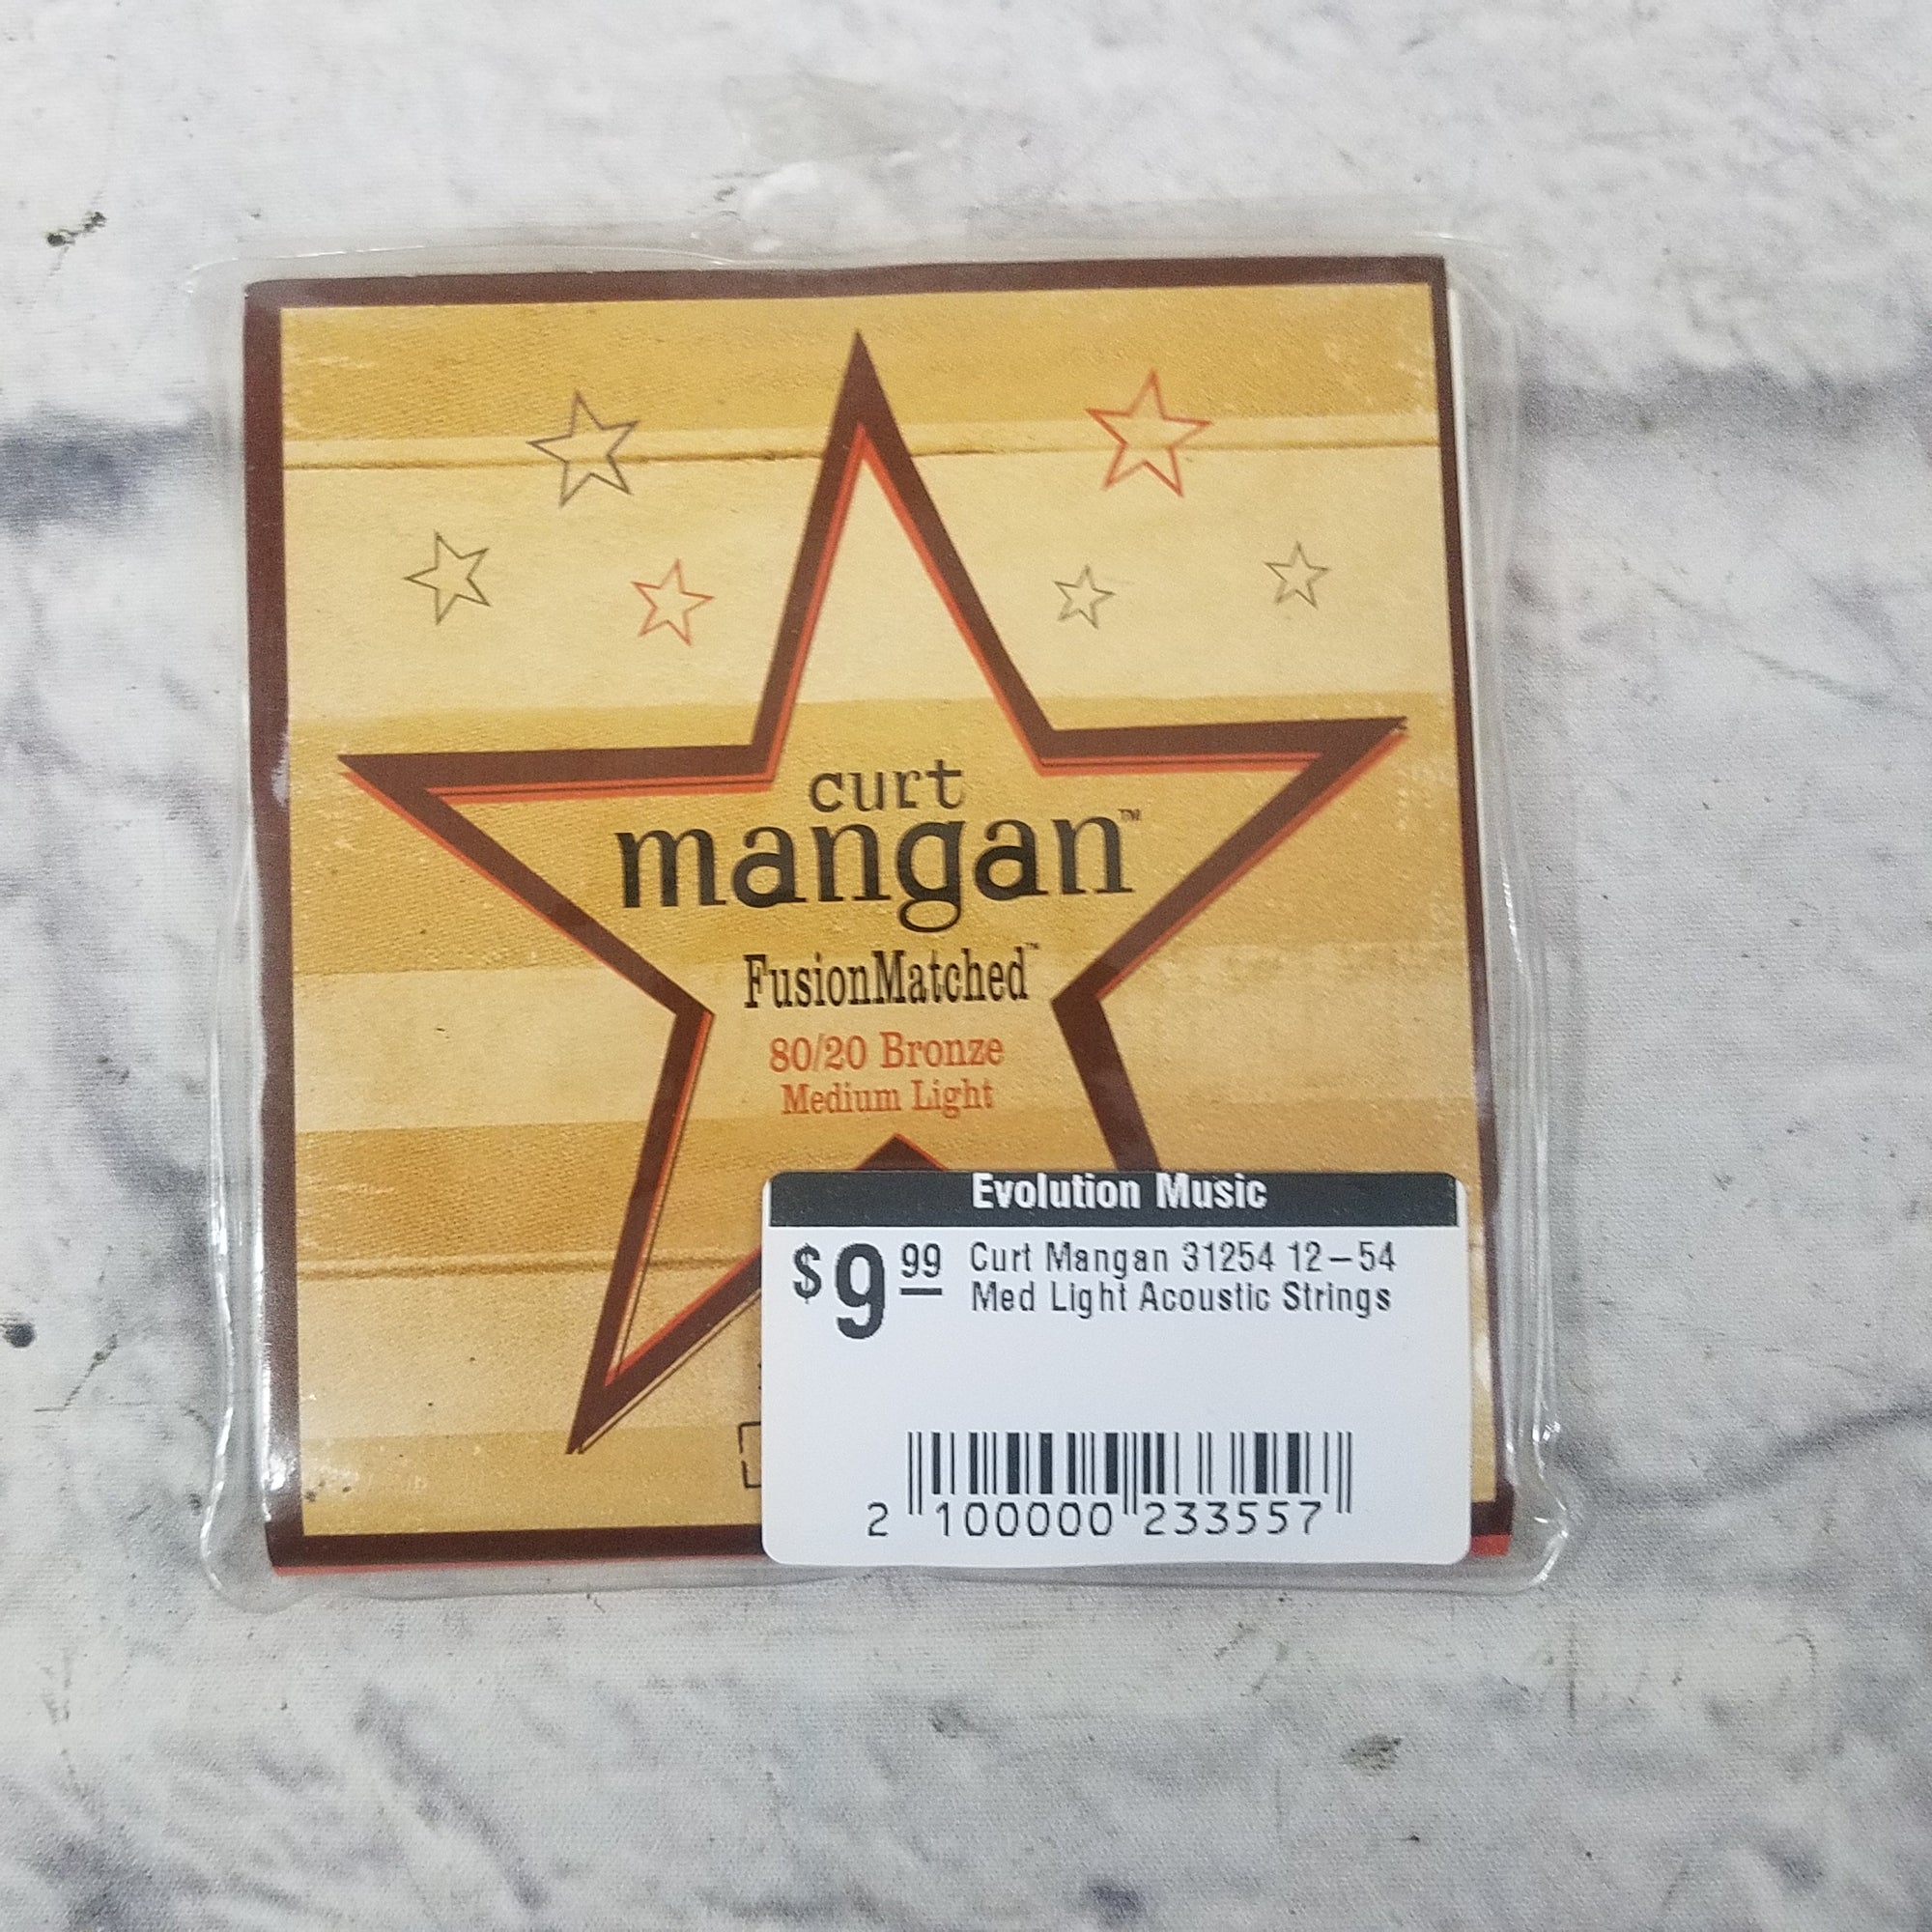 curt
mangan™
FusionMatched™
80/20 Bronze
Medium Light
Evolution Music
$9.99 Curt Mangan 31254 12-54
Med Light Acoustic Strings
2 100000 233557